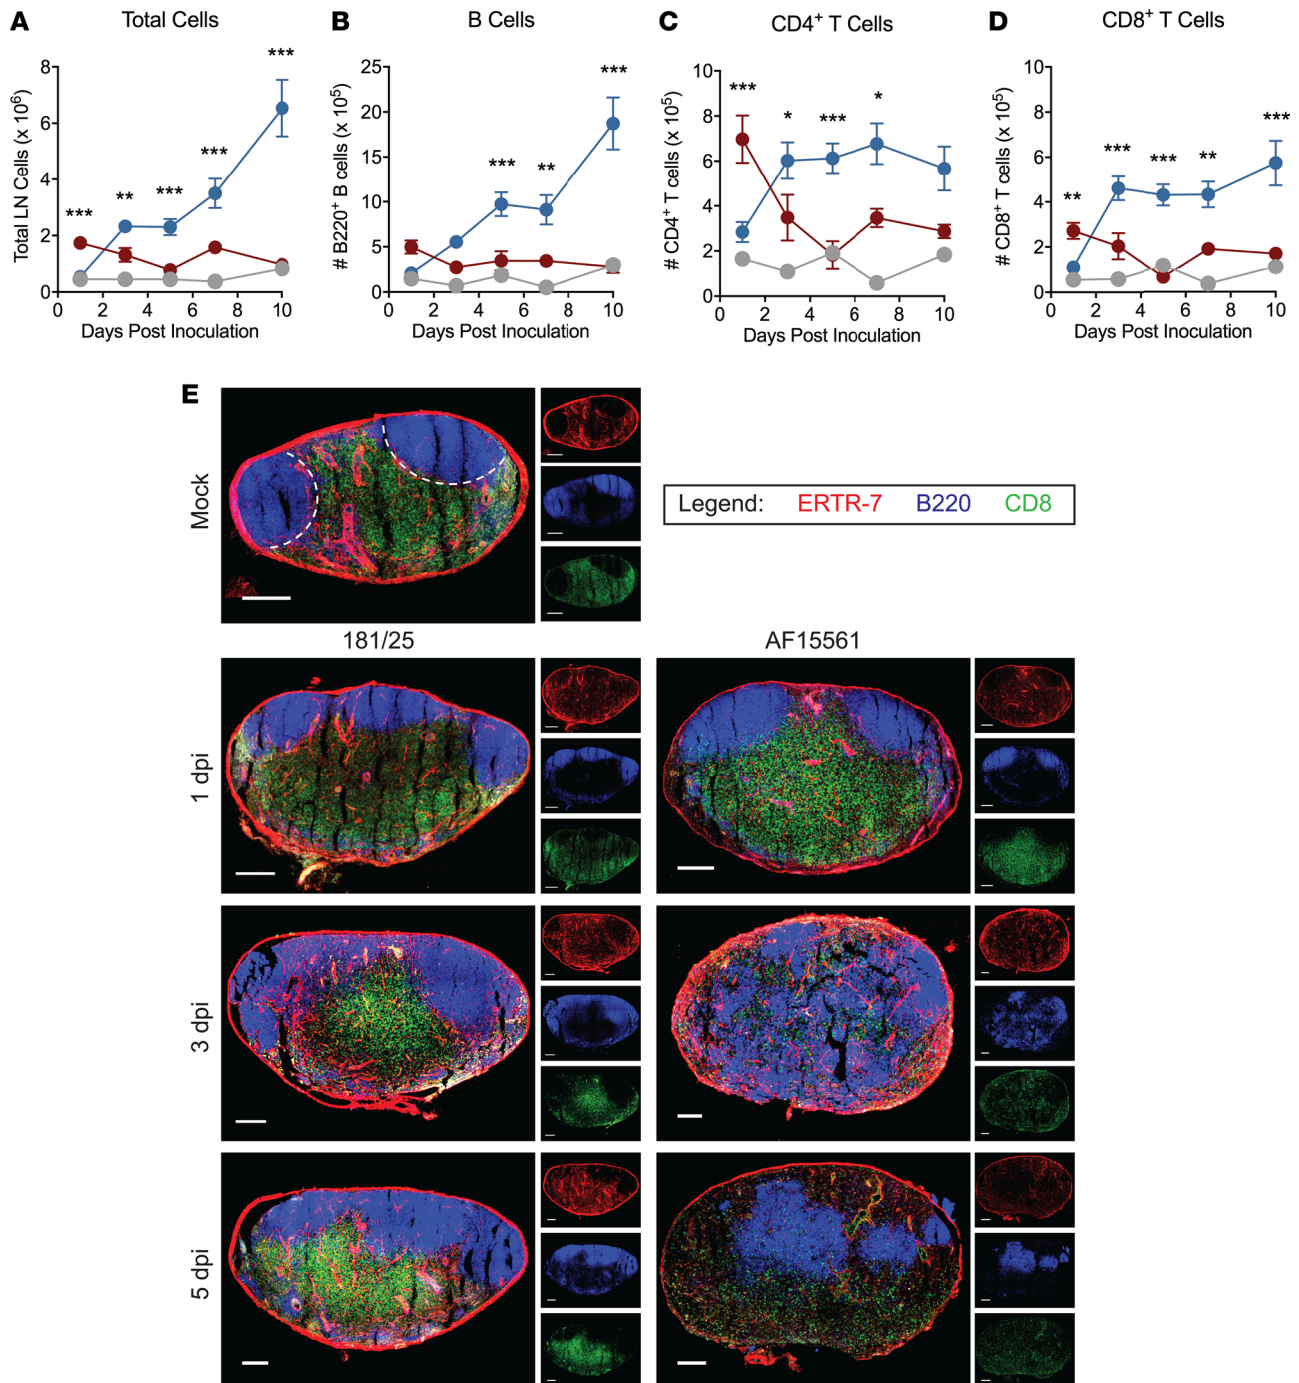 A Total Cells
Total LN Cells (x 10⁶)
8
6
4
2
0
0 2 4 6 8 10
Days Post Inoculation
*** ** *** *** ***
B B Cells
# B220⁺ B cells (x 10⁵)
25
20
15
10
5
0
0 2 4 6 8 10
Days Post Inoculation
*** ** ***
C CD4⁺ T Cells
# CD4⁺ T cells (x 10⁵)
10
8
6
4
2
0
0 2 4 6 8 10
Days Post Inoculation
*** * *** *
D CD8⁺ T Cells
# CD8⁺ T cells (x 10⁵)
10
8
6
4
2
0
0 2 4 6 8 10
Days Post Inoculation
** *** *** ** ***
E
Mock
Legend: ERTR-7 B220 CD8
181/25 AF15561
1 dpi
3 dpi
5 dpi